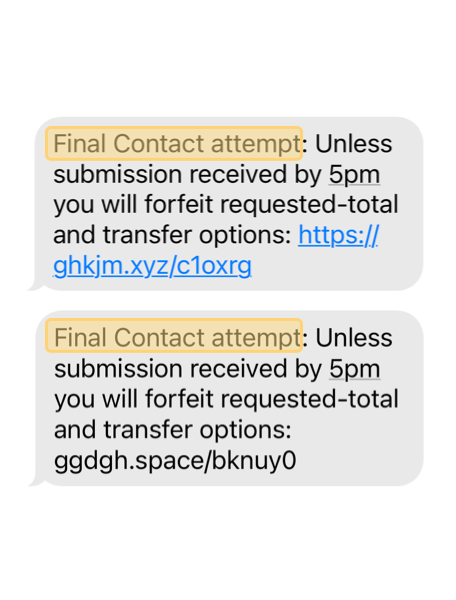 Final Contact attempt: Unless
submission received by 5pm
you will forfeit requested-total
and transfer options: https://
ghkjm.xyz/c1oxrg
Final Contact attempt: Unless
submission received by 5pm
you will forfeit requested-total
and transfer options:
ggdgh.space/bknuy0